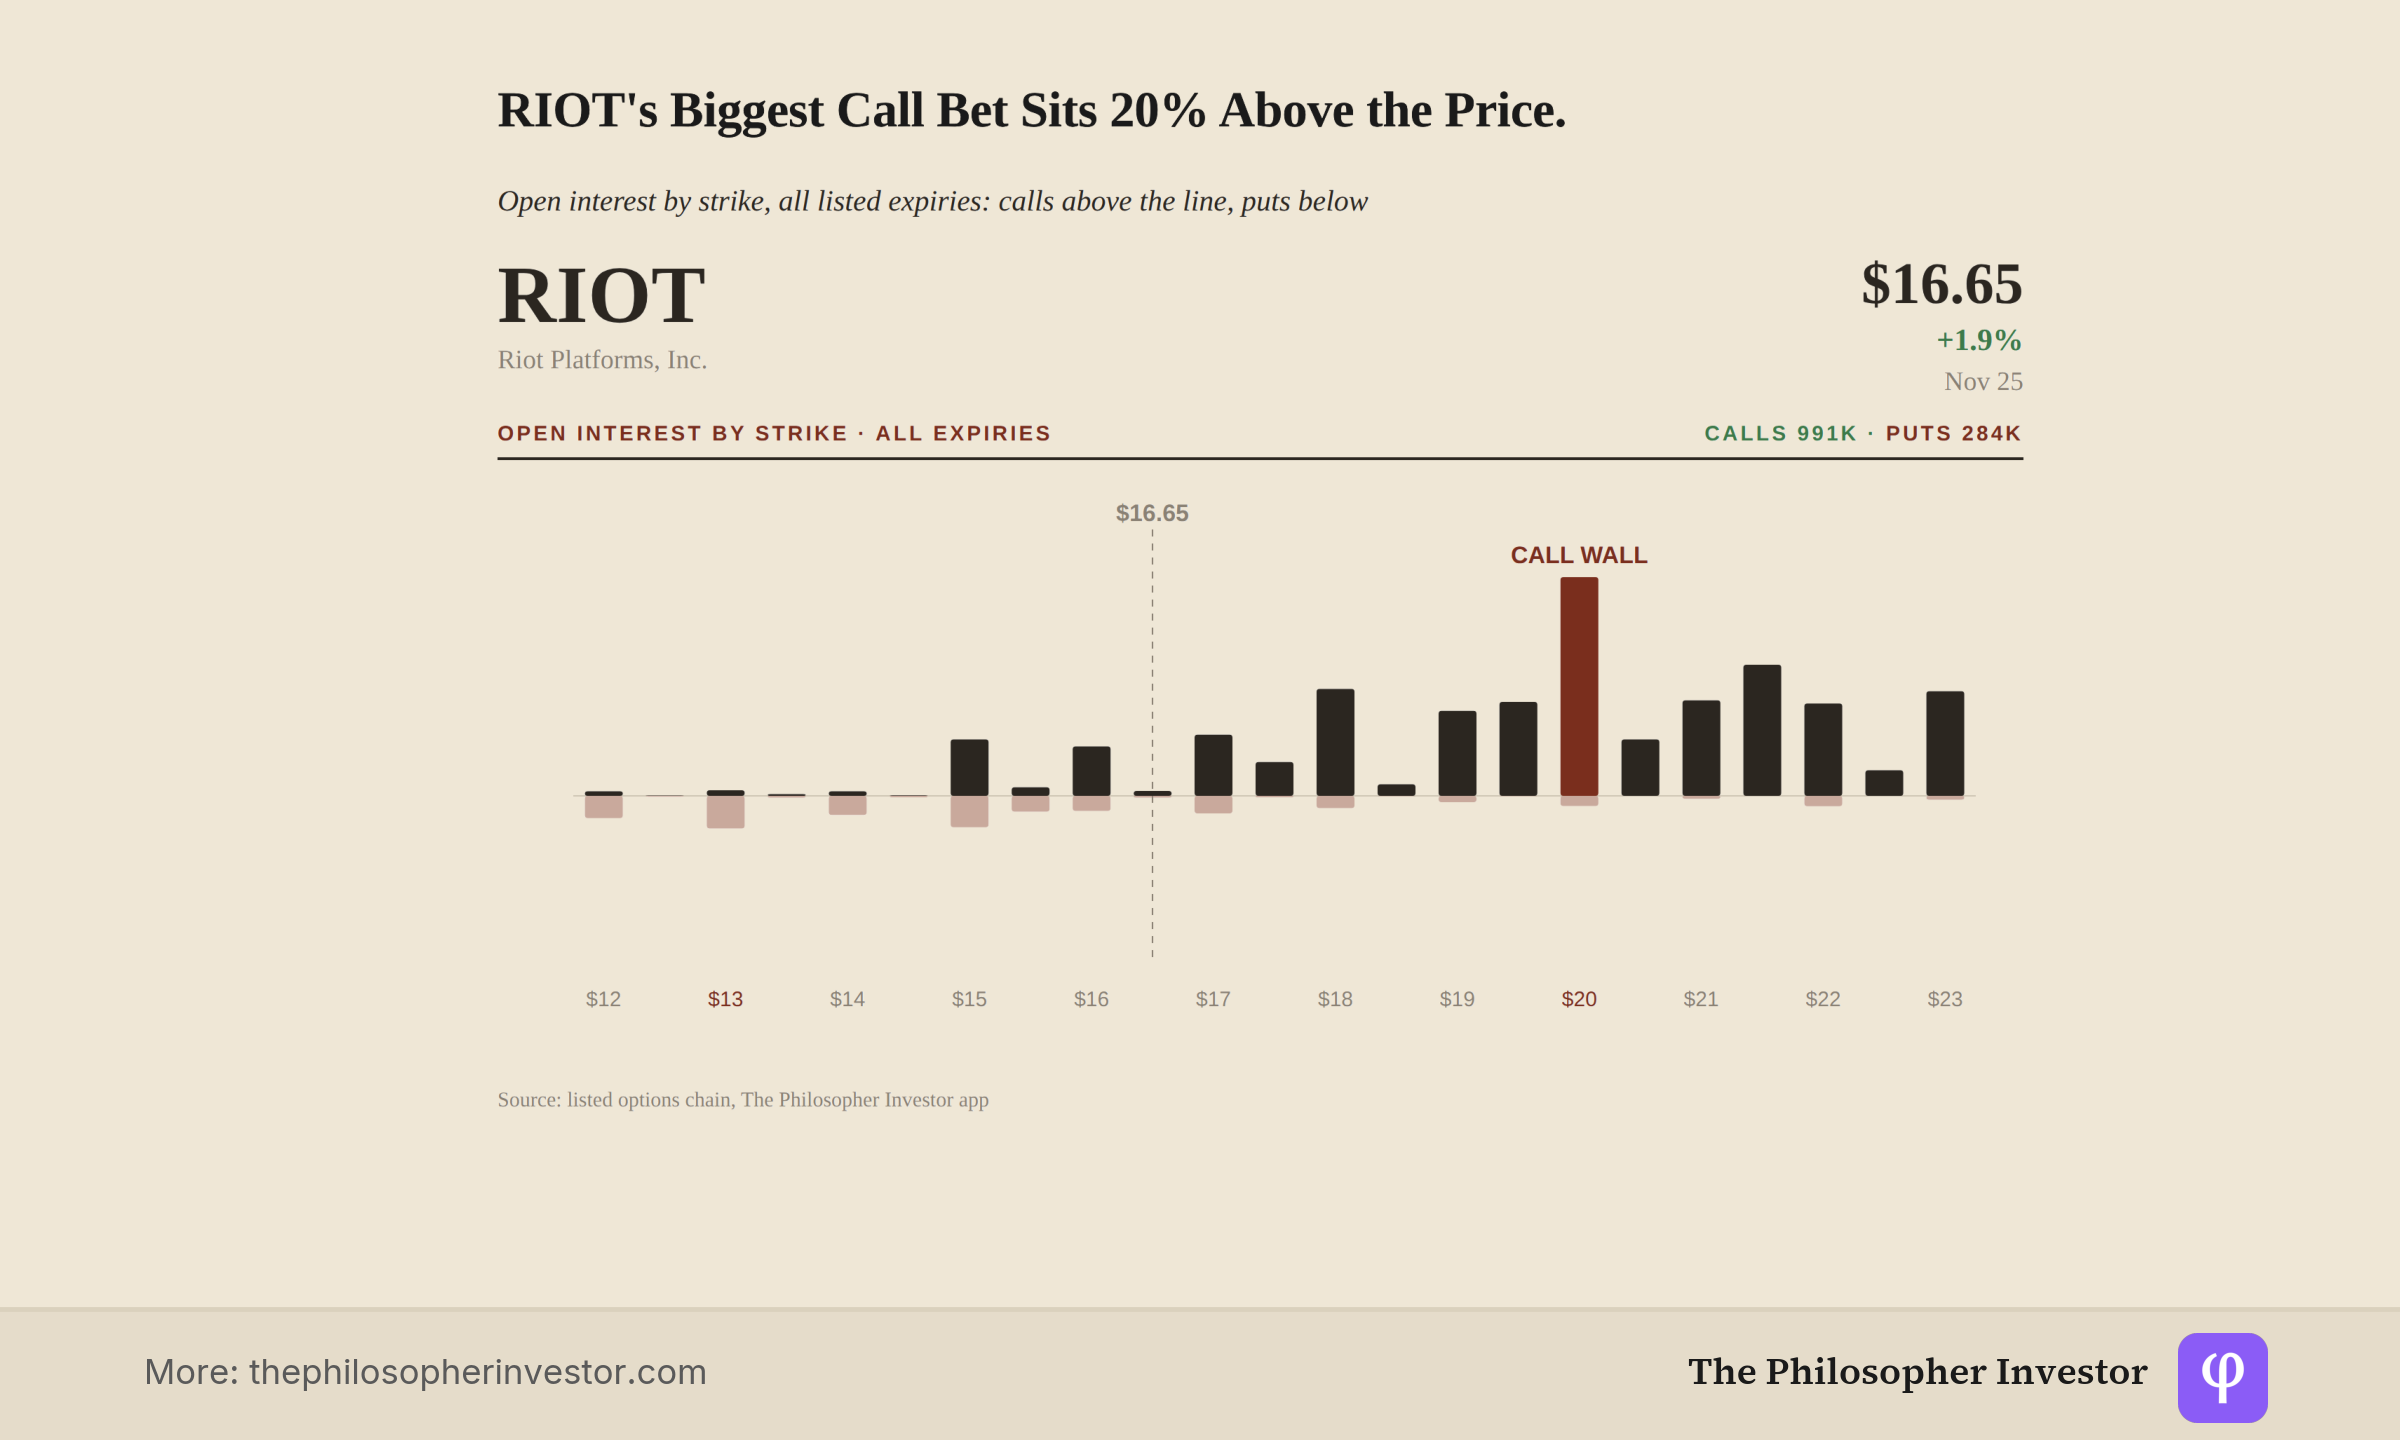 RIOT's Biggest Call Bet Sits 20% Above the Price.
Open interest by strike, all listed expiries: calls above the line, puts below
RIOT
$16.65
Riot Platforms, Inc.
+1.9%
Nov 25
OPEN INTEREST BY STRIKE · ALL EXPIRIES
CALLS 991K · PUTS 284K
$16.65
CALL WALL
$12 $13 $14 $15 $16 $17 $18 $19 $20 $21 $22 $23
Source: listed options chain, The Philosopher Investor app
More: thephilosopherinvestor.com
The Philosopher Investor
φ